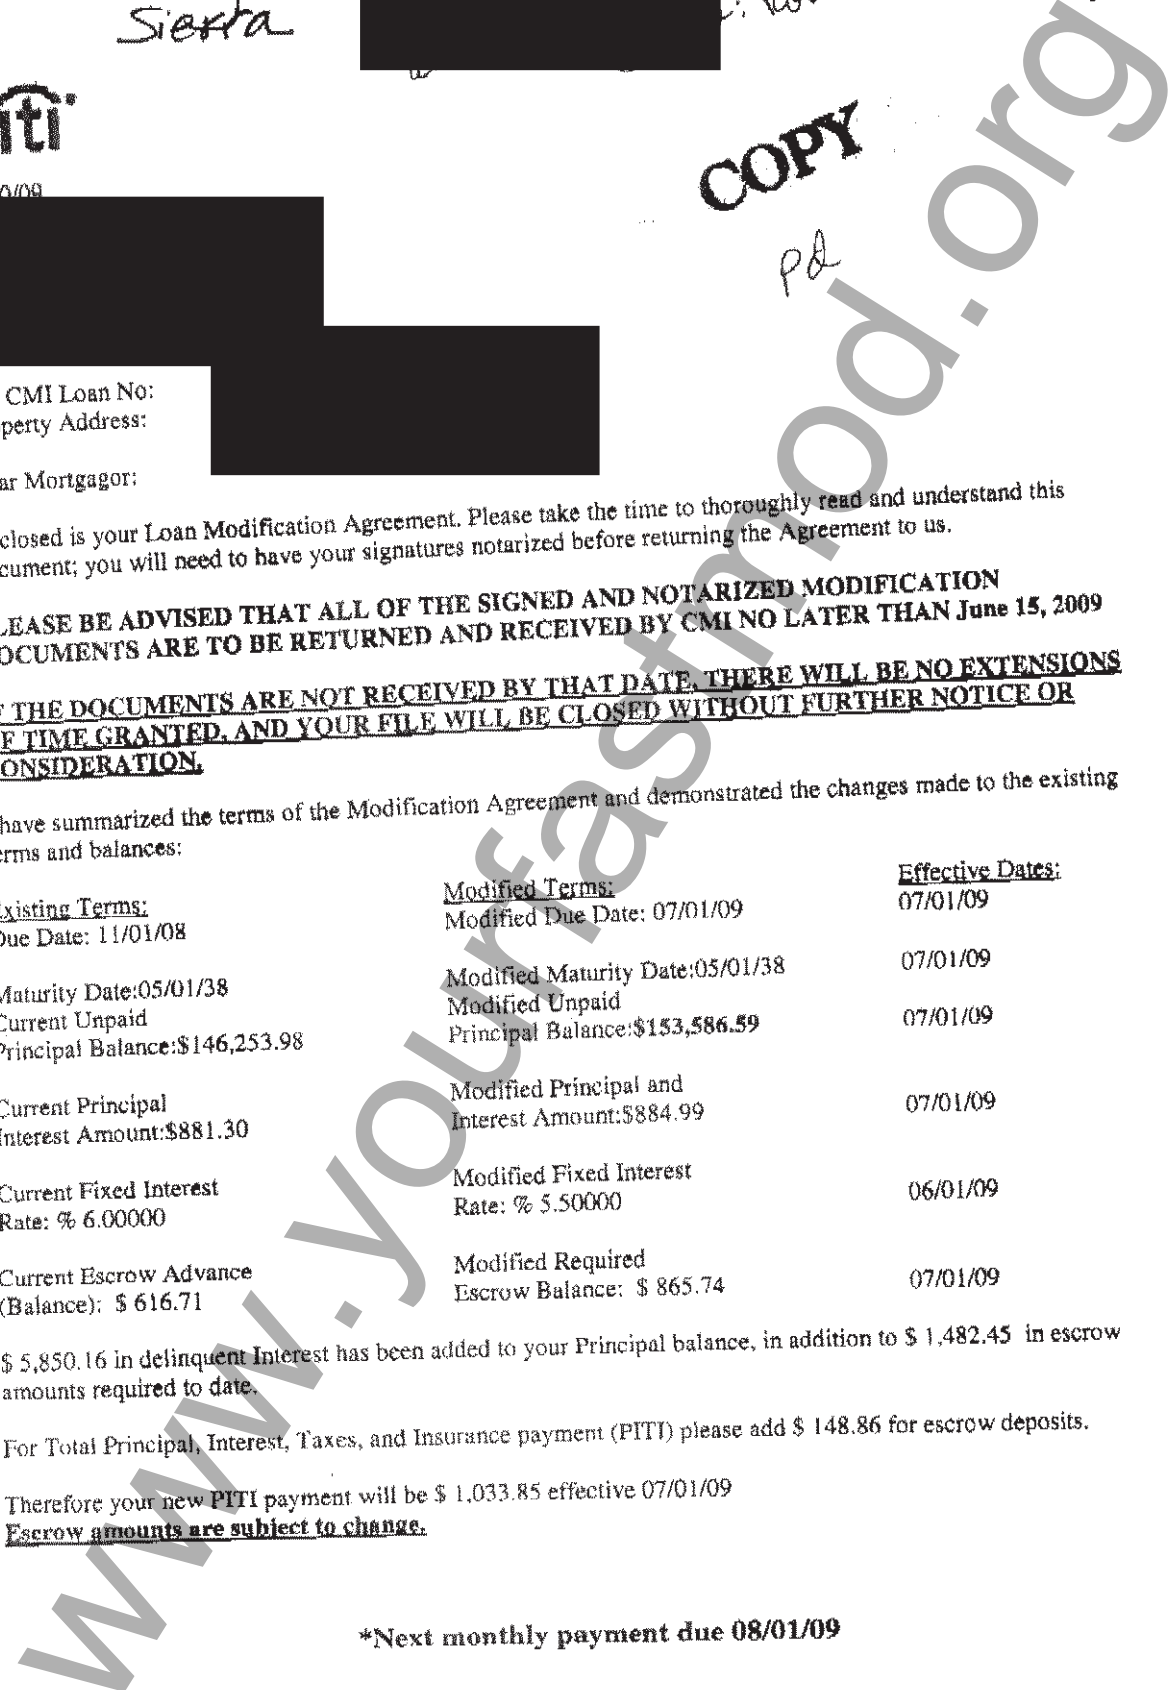 Sierra
iti
0/09
COPY
pd
CMI Loan No:
perty Address:
ar Mortgagor:
closed is your Loan Modification Agreement. Please take the time to thoroughly read and understand this
cument; you will need to have your signatures notarized before returning the Agreement to us.
LEASE BE ADVISED THAT ALL OF THE SIGNED AND NOTARIZED MODIFICATION
OCUMENTS ARE TO BE RETURNED AND RECEIVED BY CMI NO LATER THAN June 15, 2009
F THE DOCUMENTS ARE NOT RECEIVED BY THAT DATE, THERE WILL BE NO EXTENSIONS
F TIME GRANTED, AND YOUR FILE WILL BE CLOSED WITHOUT FURTHER NOTICE OR
ONSIDERATION.
have summarized the terms of the Modification Agreement and demonstrated the changes made to the existing
erms and balances:
Existing Terms: Modified Terms: Effective Dates:
Due Date: 11/01/08 Modified Due Date: 07/01/09 07/01/09
Maturity Date:05/01/38 Modified Maturity Date:05/01/38 07/01/09
Current Unpaid Modified Unpaid
Principal Balance:$146,253.98 Principal Balance:$153,586.59 07/01/09
Current Principal Modified Principal and
Interest Amount:$881.30 Interest Amount:$884.99 07/01/09
Current Fixed Interest Modified Fixed Interest
Rate: % 6.00000 Rate: % 5.50000 06/01/09
Current Escrow Advance Modified Required
(Balance): $ 616.71 Escrow Balance: $ 865.74 07/01/09
$ 5,850.16 in delinquent Interest has been added to your Principal balance, in addition to $ 1,482.45 in escrow
amounts required to date.
For Total Principal, Interest, Taxes, and Insurance payment (PITI) please add $ 148.86 for escrow deposits.
Therefore your new PITI payment will be $ 1,033.85 effective 07/01/09
Escrow amounts are subject to change.
*Next monthly payment due 08/01/09
www.yourfastmod.org